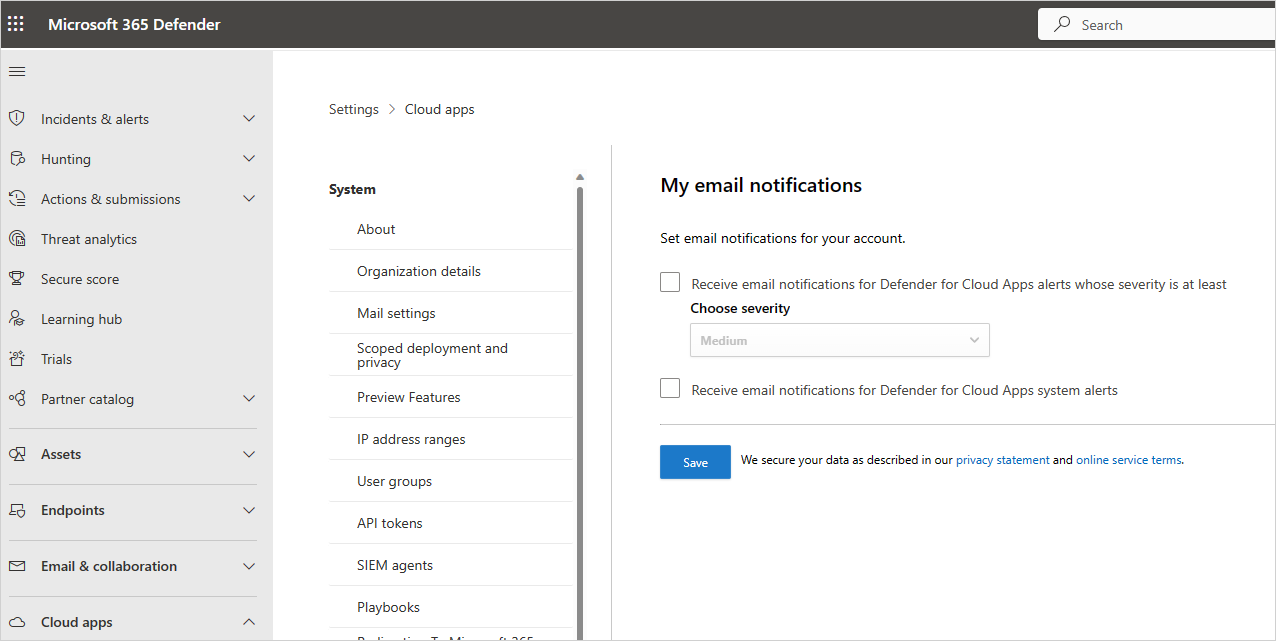 Microsoft 365 Defender
Search
Incidents & alerts
Hunting
Actions & submissions
Threat analytics
Secure score
Learning hub
Trials
Partner catalog
Assets
Endpoints
Email & collaboration
Cloud apps
Settings > Cloud apps
System
About
Organization details
Mail settings
Scoped deployment and
privacy
Preview Features
IP address ranges
User groups
API tokens
SIEM agents
Playbooks
Redirection To Microsoft 365
My email notifications
Set email notifications for your account.
Receive email notifications for Defender for Cloud Apps alerts whose severity is at least
Choose severity
Medium
Receive email notifications for Defender for Cloud Apps system alerts
Save
We secure your data as described in our privacy statement and online service terms.